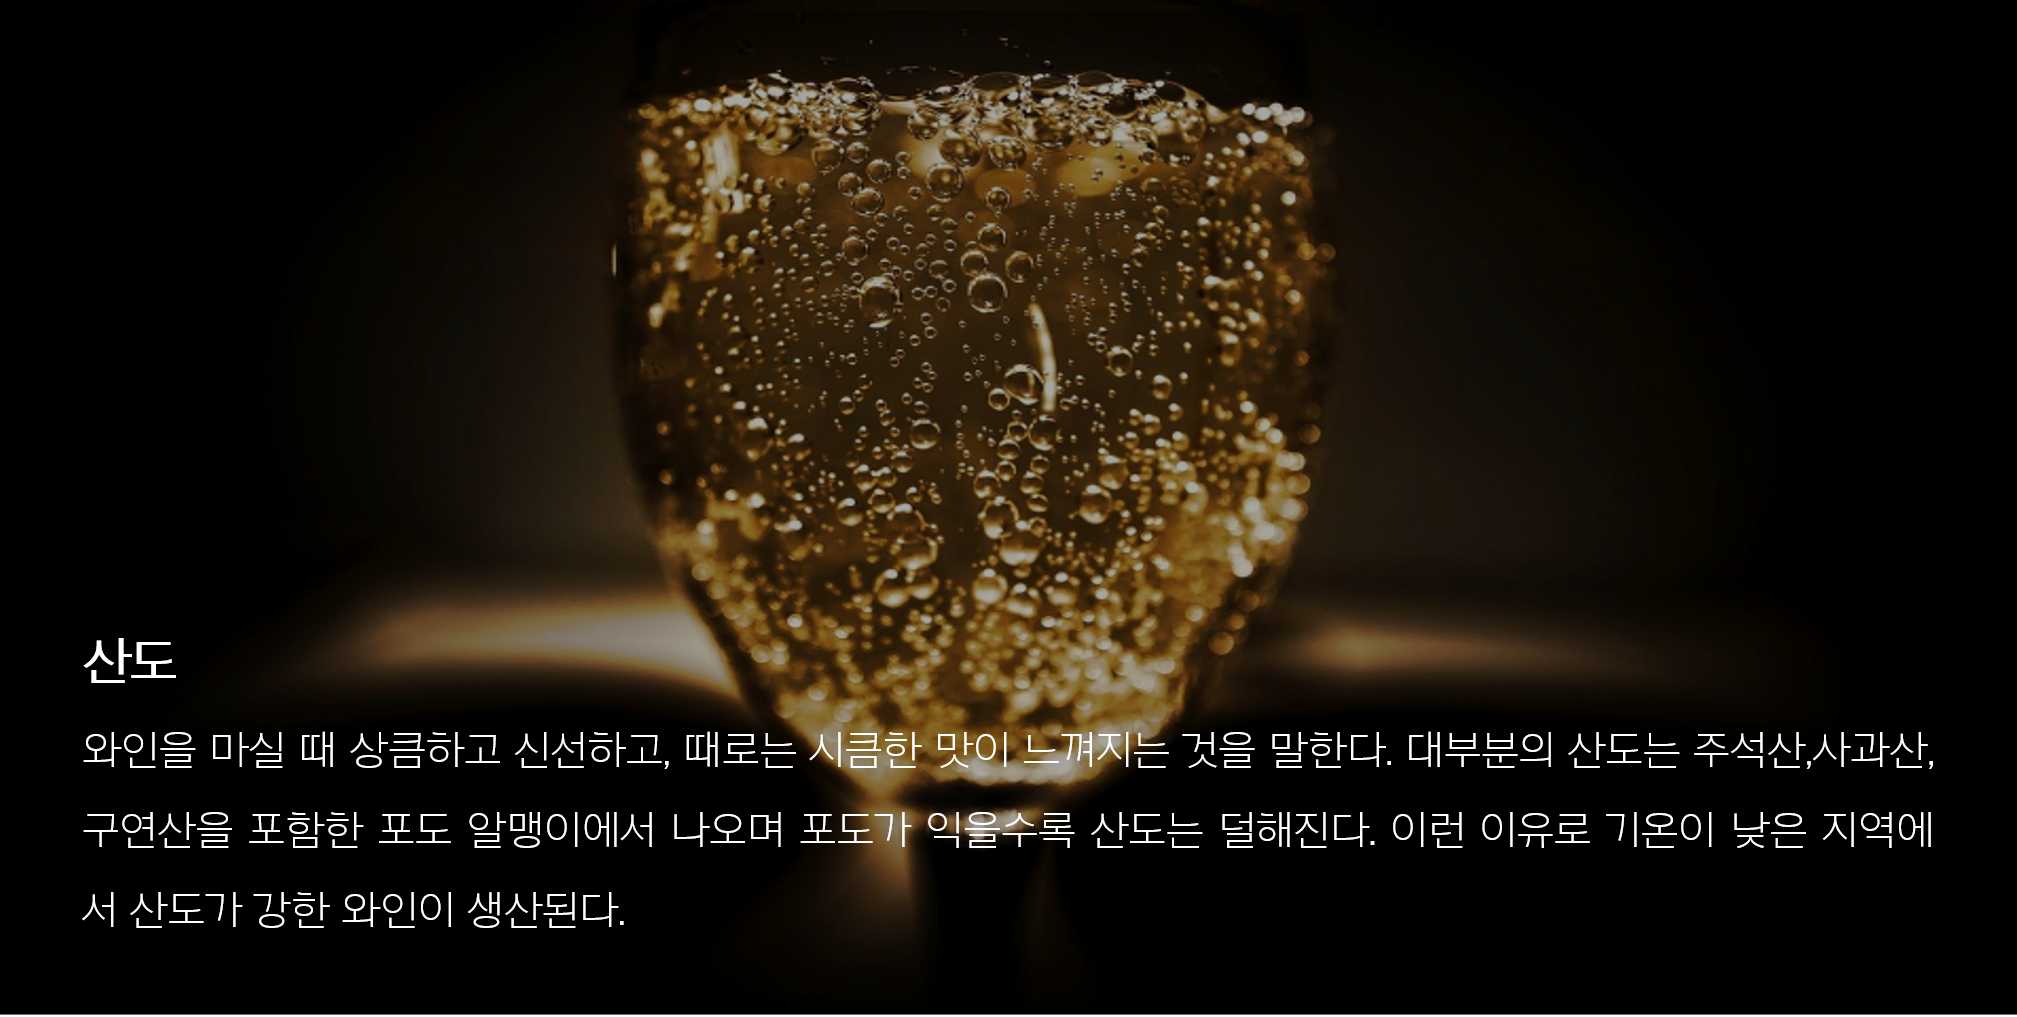 산도
와인을 마실 때 상큼하고 신선하고, 때로는 시큼한 맛이 느껴지는 것을 말한다. 대부분의 산도는 주석산,사과산,
구연산을 포함한 포도 알맹이에서 나오며 포도가 익을수록 산도는 덜해진다. 이런 이유로 기온이 낮은 지역에
서 산도가 강한 와인이 생산된다.